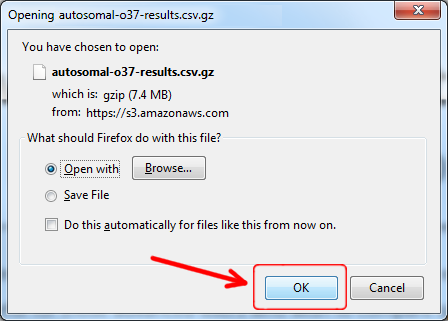 Opening autosomal-o37-results.csv.gz
You have chosen to open:
autosomal-o37-results.csv.gz
which is: gzip (7.4 MB)
from: https://s3.amazonaws.com
What should Firefox do with this file?
Open with Browse...
Save File
Do this automatically for files like this from now on.
OK Cancel